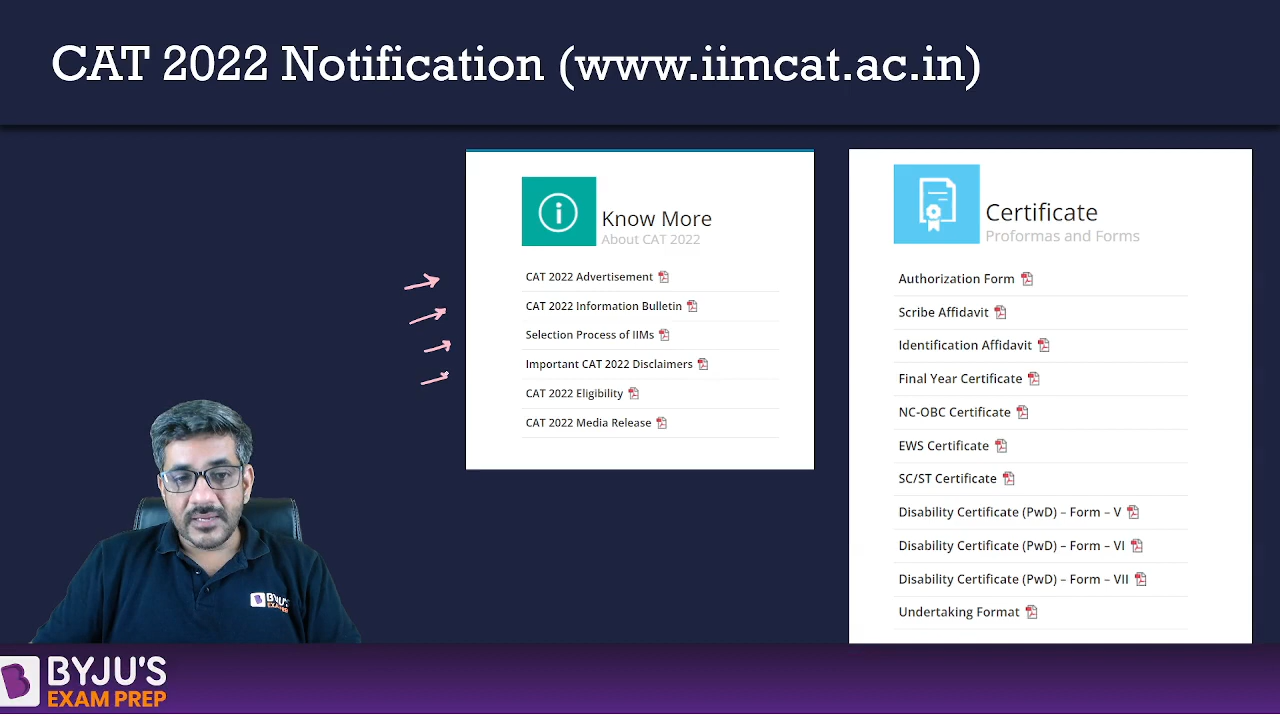 CAT 2022 Notification (www.iimcat.ac.in)
Know More
About CAT 2022
CAT 2022 Advertisement
CAT 2022 Information Bulletin
Selection Process of IIMs
Important CAT 2022 Disclaimers
CAT 2022 Eligibility
CAT 2022 Media Release
Certificate
Proformas and Forms
Authorization Form
Scribe Affidavit
Identification Affidavit
Final Year Certificate
NC-OBC Certificate
EWS Certificate
SC/ST Certificate
Disability Certificate (PwD) – Form – V
Disability Certificate (PwD) – Form – VI
Disability Certificate (PwD) – Form – VII
Undertaking Format
BYJU'S
EXAM PREP
BYJU'S
EXAM PREP